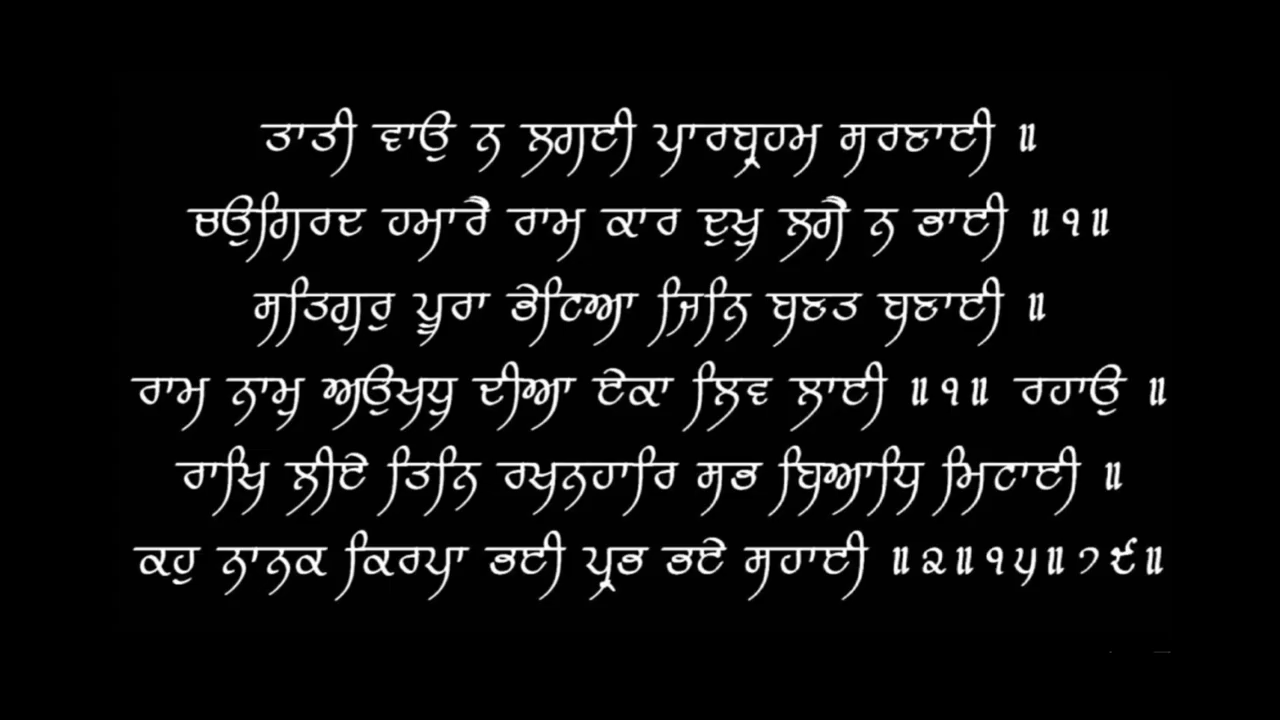 ਤਾਤੀ ਵਾਉ ਨ ਲਗਈ ਪਾਰਬ੍ਰਹਮ ਸਰਣਾਈ ॥
ਚਉਗਿਰਦ ਹਮਾਰੈ ਰਾਮ ਕਾਰ ਦੁਖੁ ਲਗੈ ਨ ਭਾਈ ॥੧॥
ਸਤਿਗੁਰੁ ਪੂਰਾ ਭੇਟਿਆ ਜਿਨਿ ਬਣਤ ਬਣਾਈ ॥
ਰਾਮ ਨਾਮੁ ਅਉਖਧੁ ਦੀਆ ਏਕਾ ਲਿਵ ਲਾਈ ॥੧॥ ਰਹਾਉ ॥
ਰਾਖਿ ਲੀਏ ਤਿਨਿ ਰਖਨਹਾਰਿ ਸਭ ਬਿਆਧਿ ਮਿਟਾਈ ॥
ਕਹੁ ਨਾਨਕ ਕਿਰਪਾ ਭਈ ਪ੍ਰਭ ਭਏ ਸਹਾਈ ॥੨॥੧੫॥੭੯॥